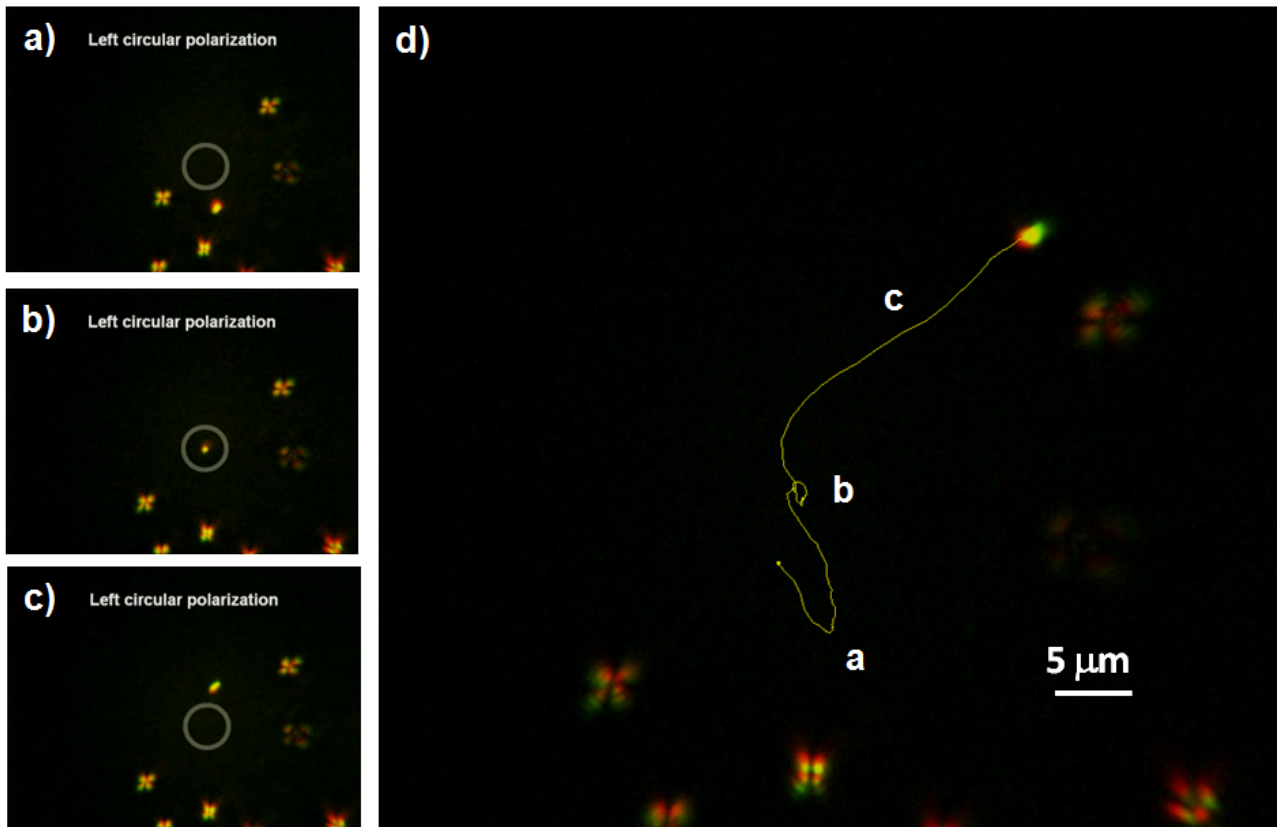 a)
Left circular polarization
b)
Left circular polarization
c)
Left circular polarization
d)
c
b
a
5 μm